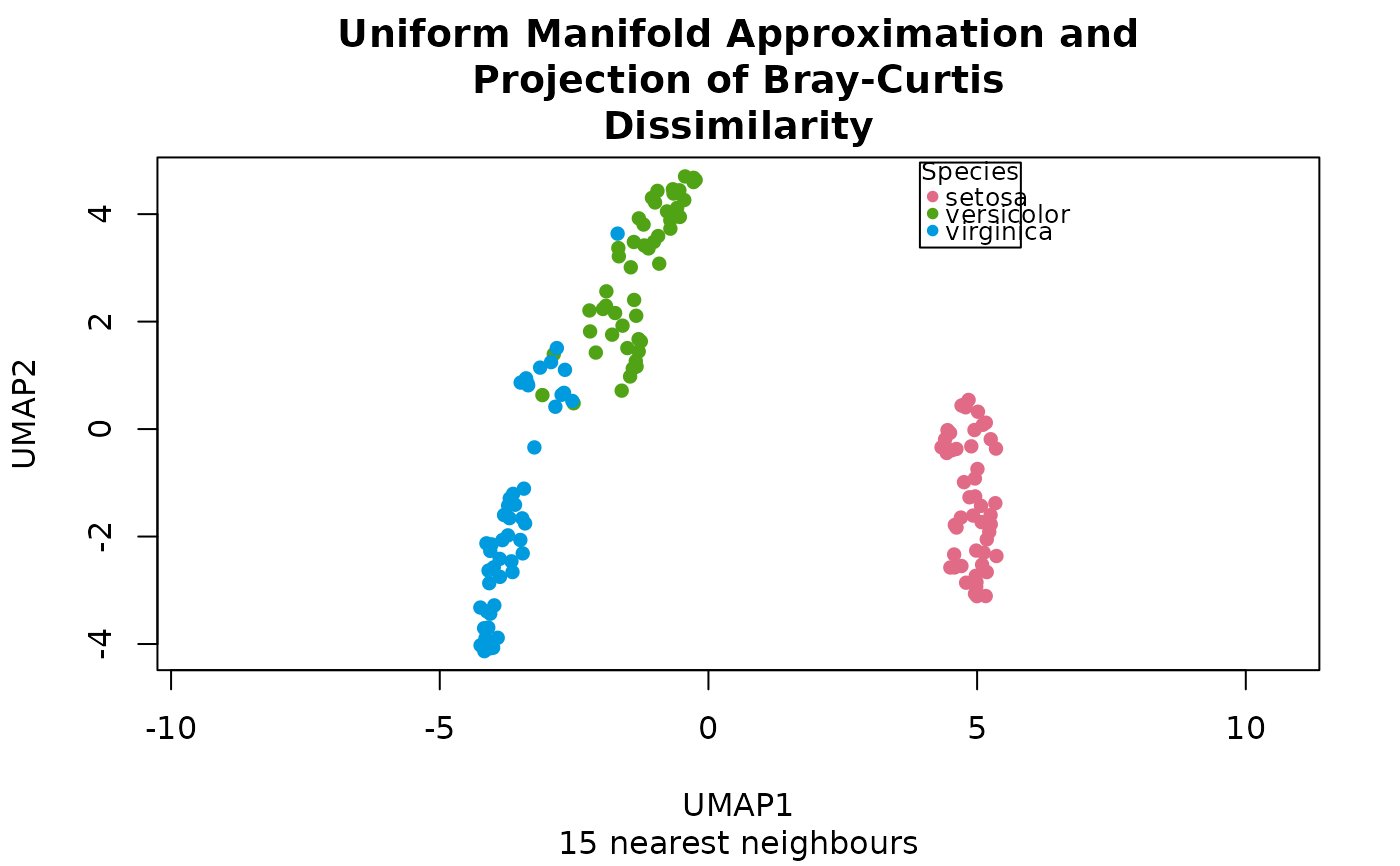 Uniform Manifold Approximation and
Projection of Bray-Curtis
Dissimilarity
Species
setosa
versicolor
virginica
UMAP2
4
2
0
-2
-4
-10 -5 0 5 10
UMAP1
15 nearest neighbours